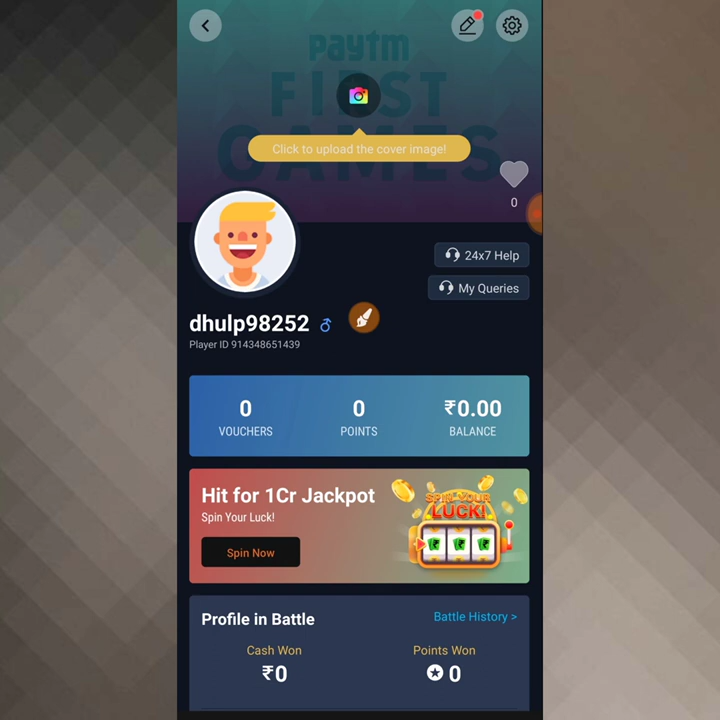 paytm
FIRST
GAMES
Click to upload the cover image!
0
24x7 Help
My Queries
dhulp98252
Player ID 914348651439
0 0 ₹0.00
VOUCHERS POINTS BALANCE
Hit for 1Cr Jackpot
Spin Your Luck!
Spin Now
SPIN YOUR
LUCK!
Profile in Battle Battle History >
Cash Won Points Won
₹0 0